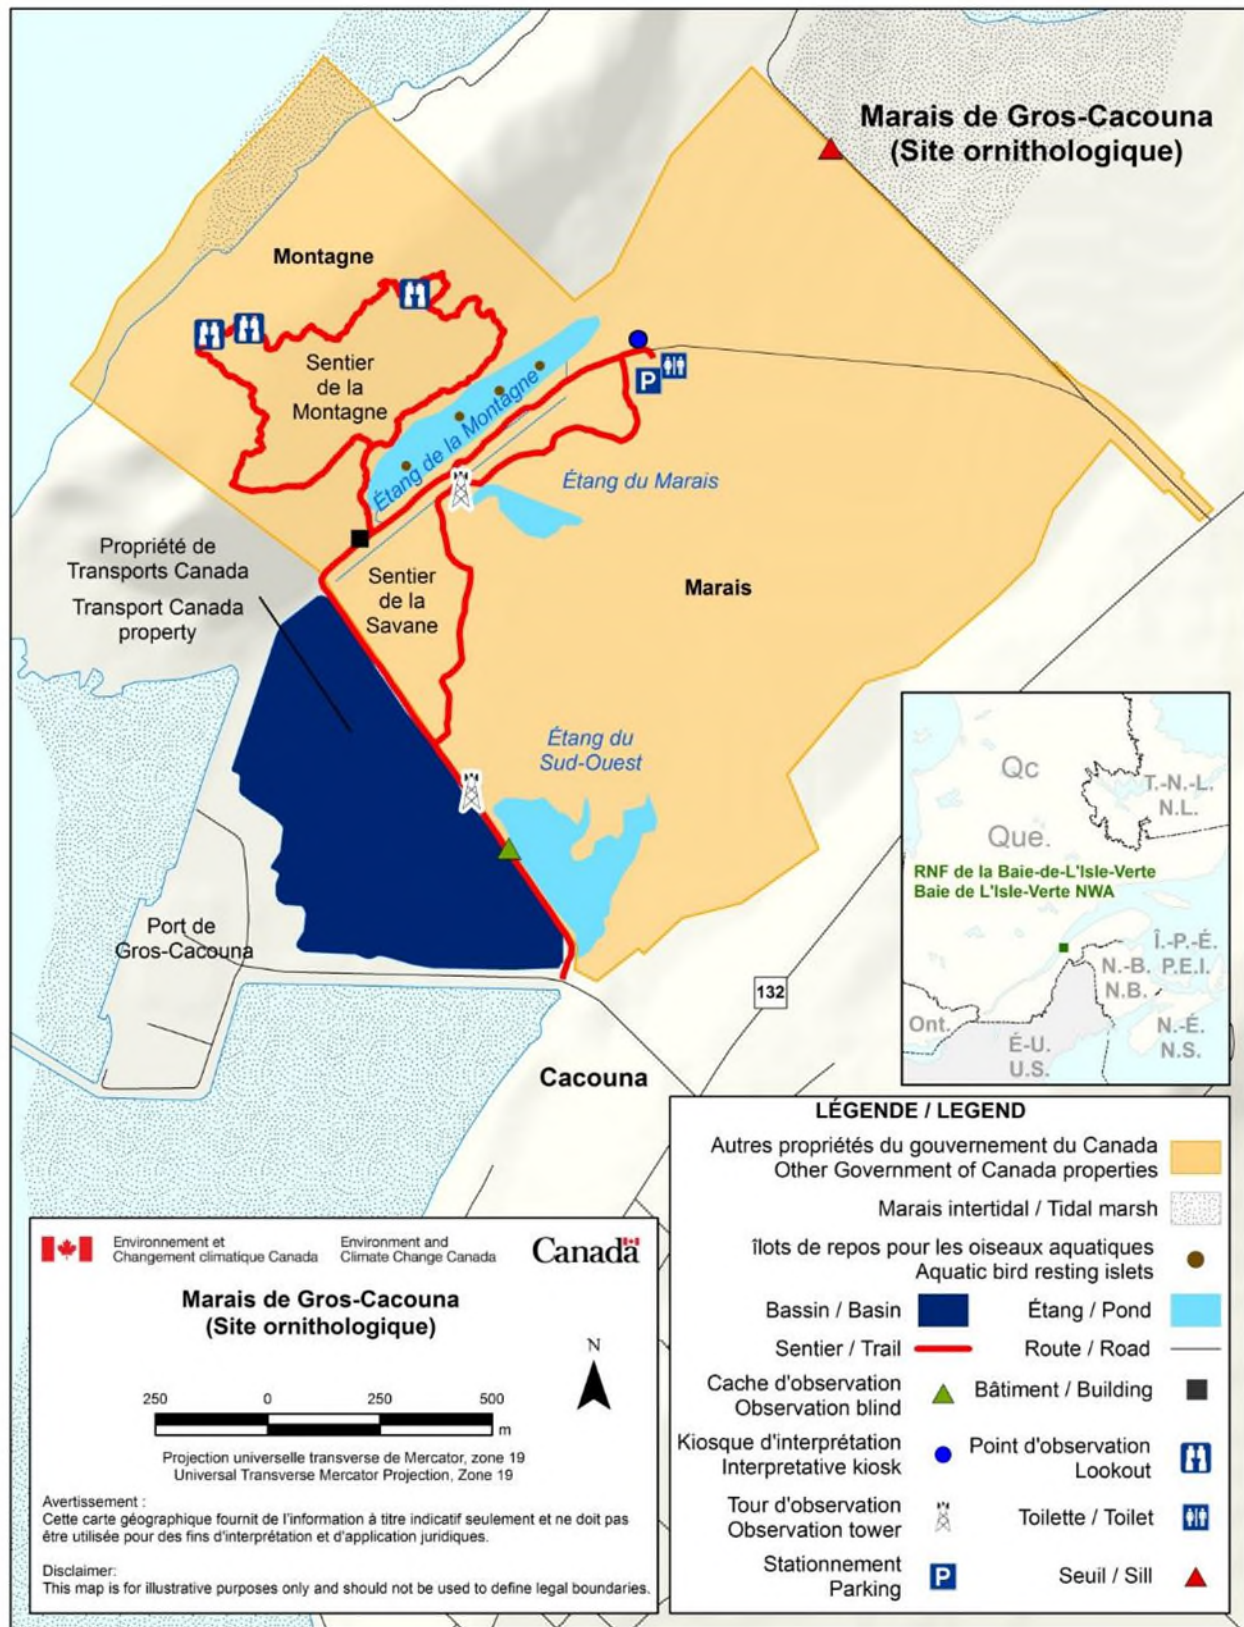 Marais de Gros-Cacouna
(Site ornithologique)
Montagne
Sentier
de la
Montagne
Étang de la Montagne
P
Étang du Marais
Propriété de
Transports Canada
Transport Canada
property
Sentier
de la
Savane
Marais
Étang du
Sud-Ouest
Port de
Gros-Cacouna
132
Cacouna
Qc
Que.
T.-N.-L.
N.L.
RNF de la Baie-de-L'Isle-Verte
Baie de L'Isle-Verte NWA
Î.-P.-É.
P.E.I.
N.-B.
N.B.
Ont.
É-U.
U.S.
N.-É.
N.S.
LÉGENDE / LEGEND
Autres propriétés du gouvernement du Canada
Other Government of Canada properties
Marais intertidal / Tidal marsh
îlots de repos pour les oiseaux aquatiques
Aquatic bird resting islets
Bassin / Basin
Étang / Pond
Sentier / Trail
Route / Road
Cache d'observation
Observation blind
Bâtiment / Building
Kiosque d'interprétation
Interpretative kiosk
Point d'observation
Lookout
Tour d'observation
Observation tower
Toilette / Toilet
Stationnement
Parking
P
Seuil / Sill
Environnement et
Changement climatique Canada
Environment and
Climate Change Canada
Canada
Marais de Gros-Cacouna
(Site ornithologique)
N
250 0 250 500
m
Projection universelle transverse de Mercator, zone 19
Universal Transverse Mercator Projection, Zone 19
Avertissement :
Cette carte géographique fournit de l'information à titre indicatif seulement et ne doit pas
être utilisée pour des fins d'interprétation et d'application juridiques.
Disclaimer:
This map is for illustrative purposes only and should not be used to define legal boundaries.